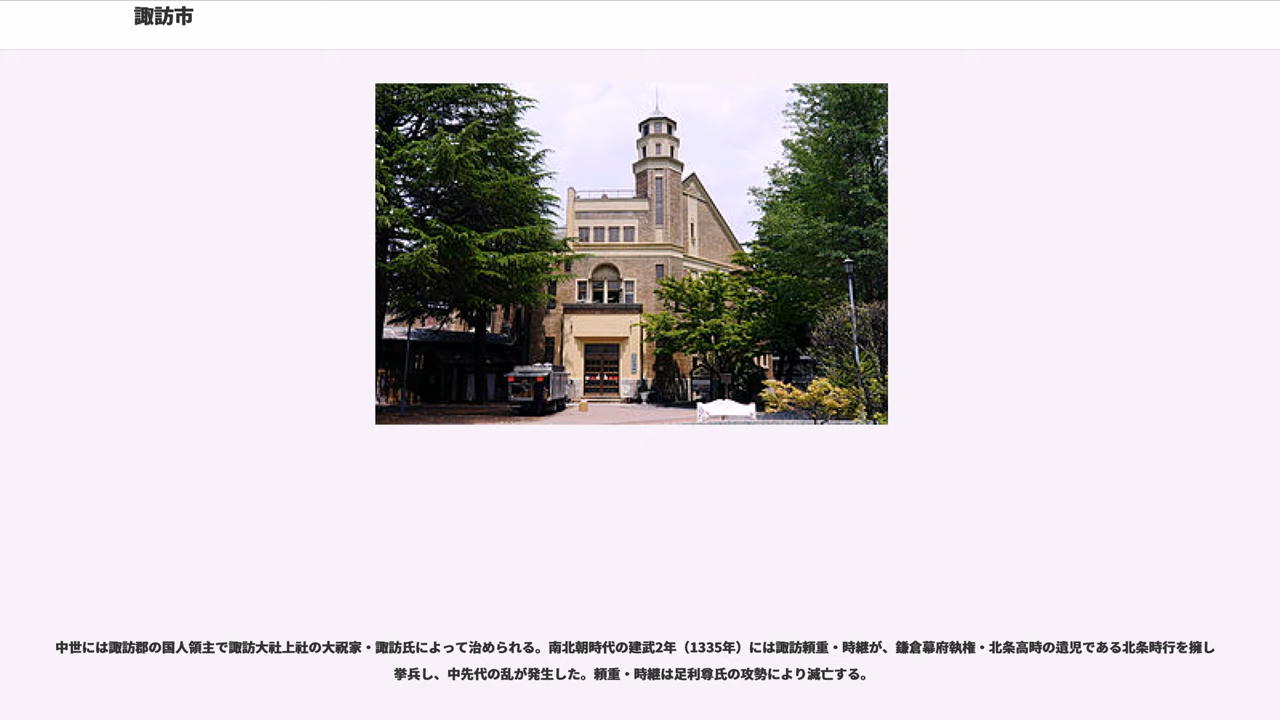 諏訪市
中世には諏訪郡の国人領主で諏訪大社上社の大祝家・諏訪氏によって治められる。南北朝時代の建武2年（1335年）には諏訪頼重・時継が、鎌倉幕府執権・北条高時の遺児である北条時行を擁し
挙兵し、中先代の乱が発生した。頼重・時継は足利尊氏の攻勢により滅亡する。